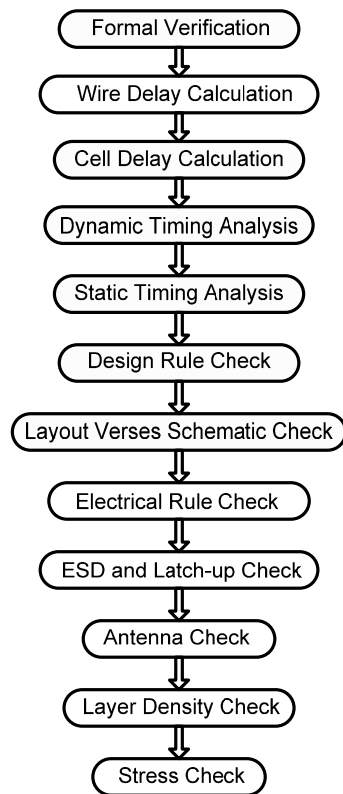 Formal Verification
Wire Delay Calculation
Cell Delay Calculation
Dynamic Timing Analysis
Static Timing Analysis
Design Rule Check
Layout Verses Schematic Check
Electrical Rule Check
ESD and Latch-up Check
Antenna Check
Layer Density Check
Stress Check